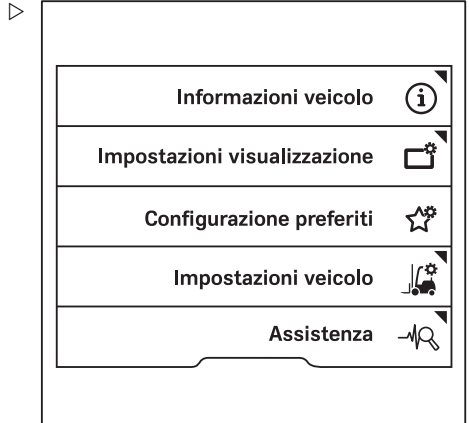 Informazioni veicolo
Impostazioni visualizzazione
Configurazione preferiti
Impostazioni veicolo
Assistenza